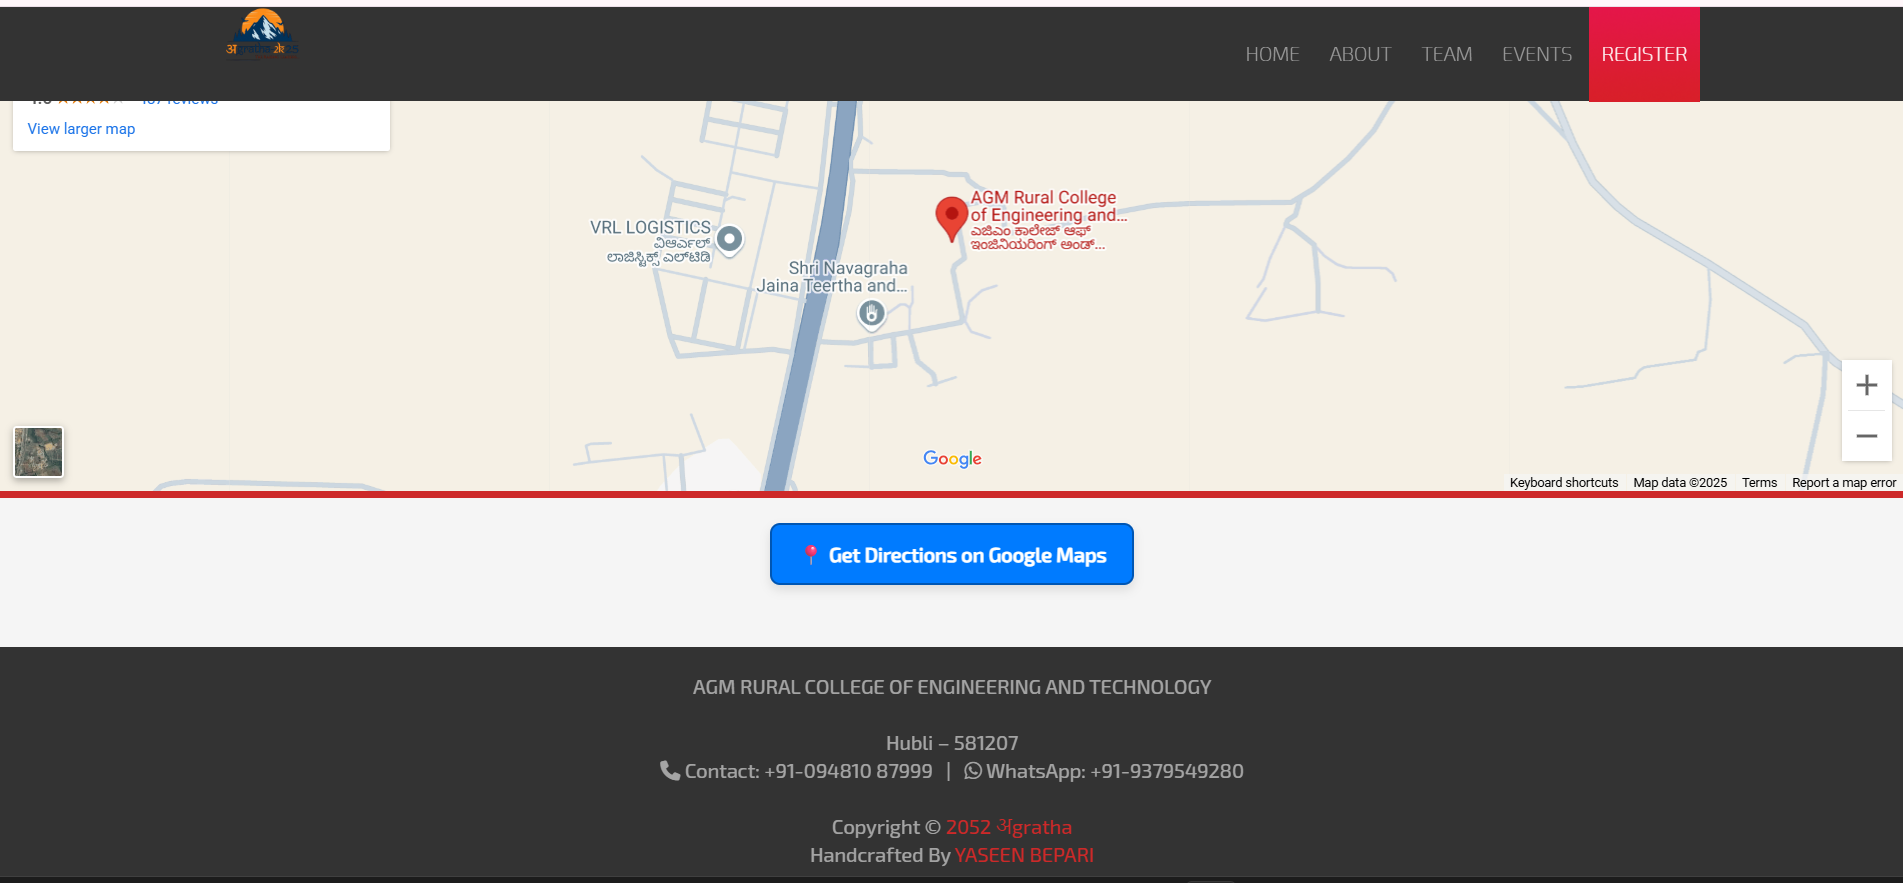 अgratha 2k25
HOME
ABOUT
TEAM
EVENTS
REGISTER
View larger map
AGM Rural College
of Engineering and...
ಎಜಿಎಂ ಕಾಲೇಜ್ ಆಫ್
ಇಂಜಿನಿಯರಿಂಗ್ ಅಂಡ್...
VRL LOGISTICS
ವಿಆರ್ಎಲ್
ಲಾಜಿಸ್ಟಿಕ್ಸ್ ಎಲ್‌ಟಿಡಿ
Shri Navagraha
Jaina Teertha and...
Google
Keyboard shortcuts
Map data ©2025
Terms
Report a map error
📍 Get Directions on Google Maps
AGM RURAL COLLEGE OF ENGINEERING AND TECHNOLOGY
Hubli – 581207
Contact: +91-094810 87999 | WhatsApp: +91-9379549280
Copyright © 2052 अgratha
Handcrafted By YASEEN BEPARI